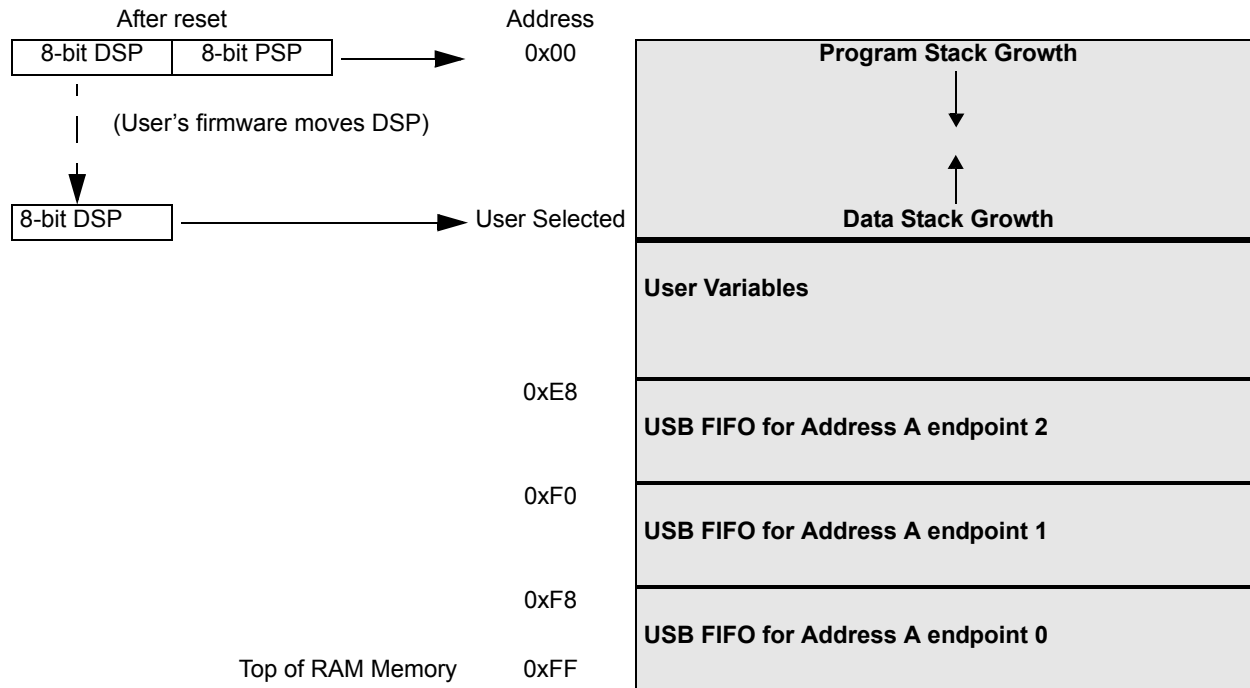 After reset Address
8-bit DSP 8-bit PSP 0x00 Program Stack Growth
(User's firmware moves DSP)
8-bit DSP User Selected Data Stack Growth
User Variables
0xE8
USB FIFO for Address A endpoint 2
0xF0
USB FIFO for Address A endpoint 1
0xF8
USB FIFO for Address A endpoint 0
Top of RAM Memory 0xFF